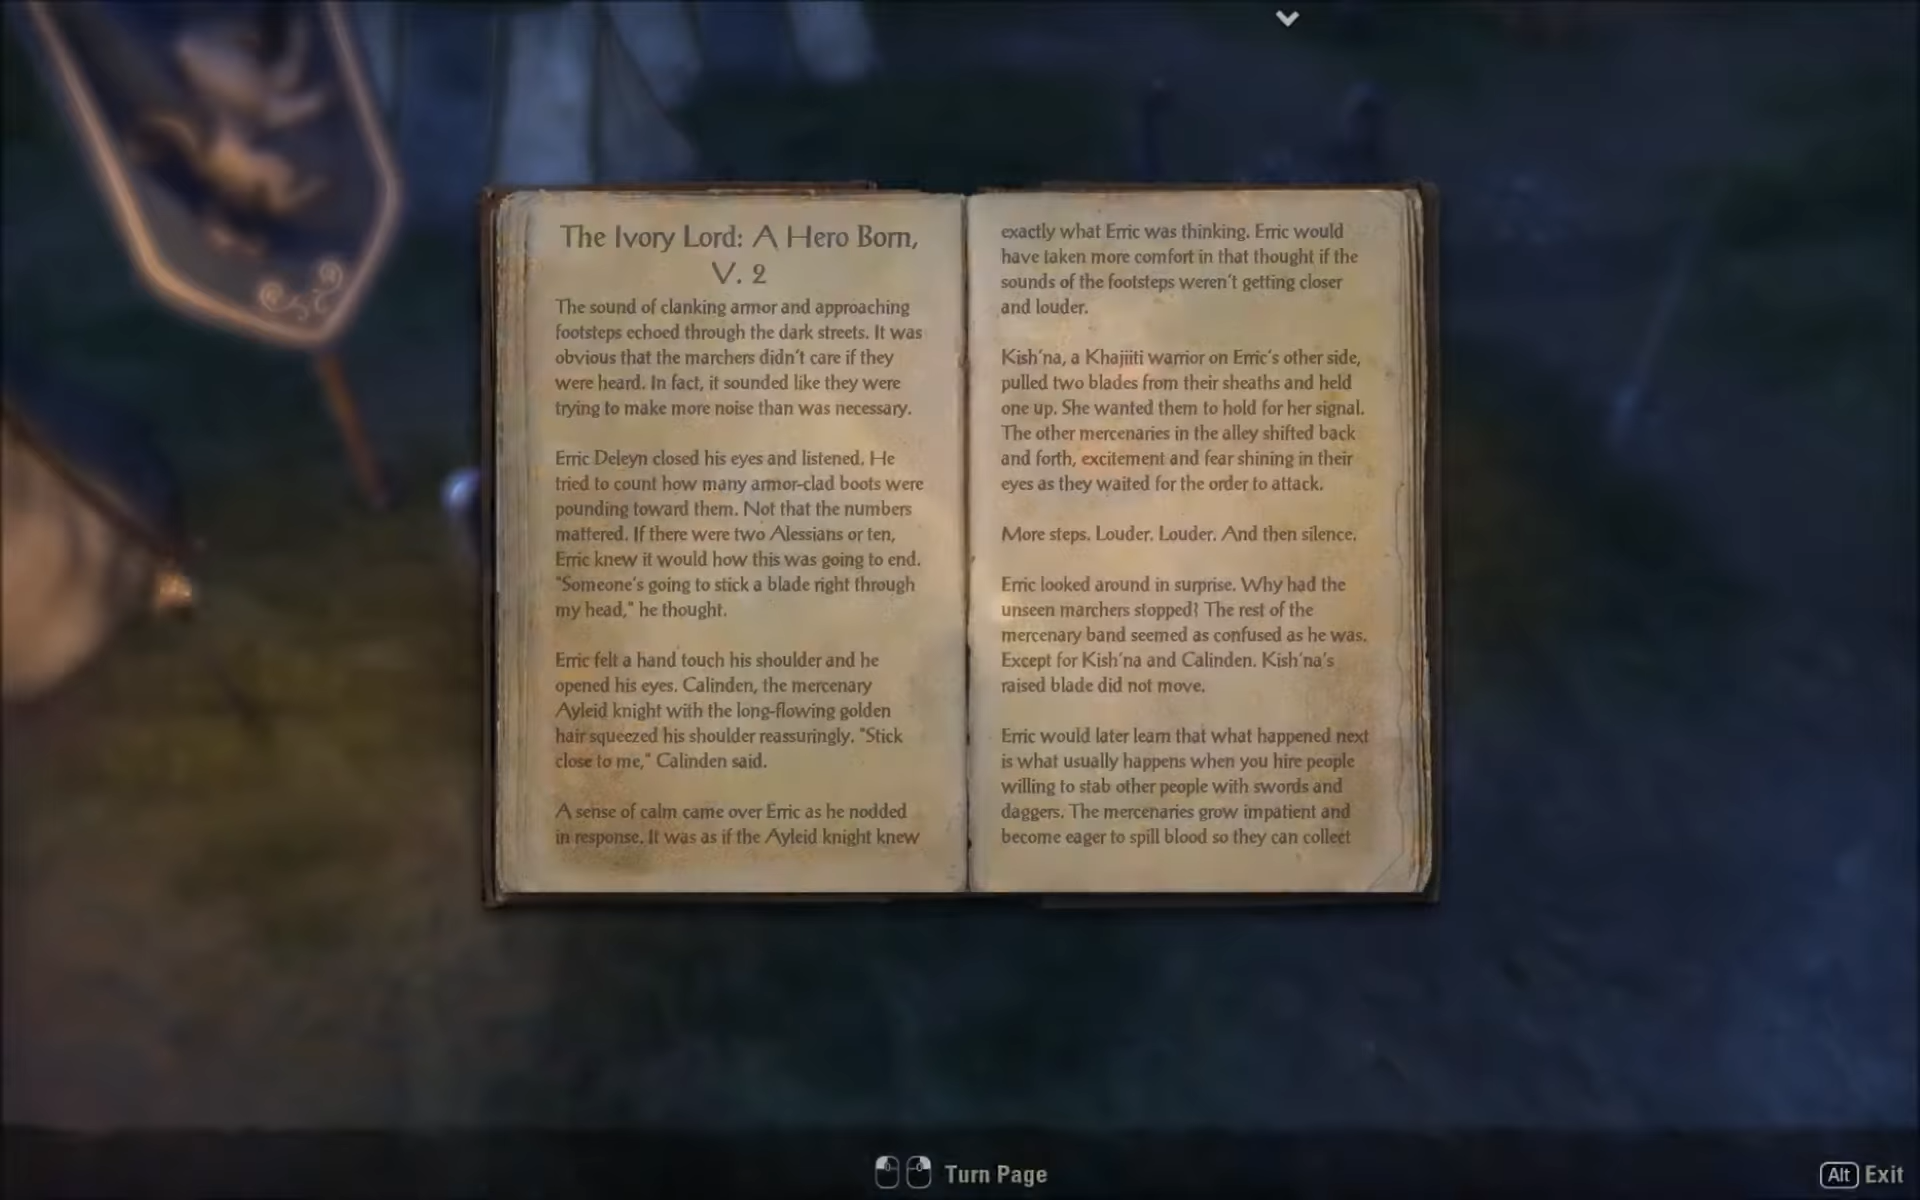 The Ivory Lord: A Hero Born,
V. 2
The sound of clanking armor and approaching
footsteps echoed through the dark streets. It was
obvious that the marchers didn't care if they
were heard. In fact, it sounded like they were
trying to make more noise than was necessary.
Erric Deleyn closed his eyes and listened. He
tried to count how many armor-clad boots were
pounding toward them. Not that the numbers
mattered. If there were two Alessians or ten,
Erric knew it would how this was going to end.
"Someone's going to stick a blade right through
my head," he thought.
Erric felt a hand touch his shoulder and he
opened his eyes. Calinden, the mercenary
Ayleid knight with the long-flowing golden
hair squeezed his shoulder reassuringly. "Stick
close to me," Calinden said.
A sense of calm came over Erric as he nodded
in response. It was as if the Ayleid knight knew
exactly what Erric was thinking. Erric would
have taken more comfort in that thought if the
sounds of the footsteps weren't getting closer
and louder.
Kish'na, a Khajiiti warrior on Erric's other side,
pulled two blades from their sheaths and held
one up. She wanted them to hold for her signal.
The other mercenaries in the alley shifted back
and forth, excitement and fear shining in their
eyes as they waited for the order to attack.
More steps. Louder. Louder. And then silence.
Erric looked around in surprise. Why had the
unseen marchers stopped? The rest of the
mercenary band seemed as confused as he was.
Except for Kish'na and Calinden. Kish'na's
raised blade did not move.
Erric would later learn that what happened next
is what usually happens when you hire people
willing to stab other people with swords and
daggers. The mercenaries grow impatient and
become eager to spill blood so they can collect
Turn Page
Alt Exit